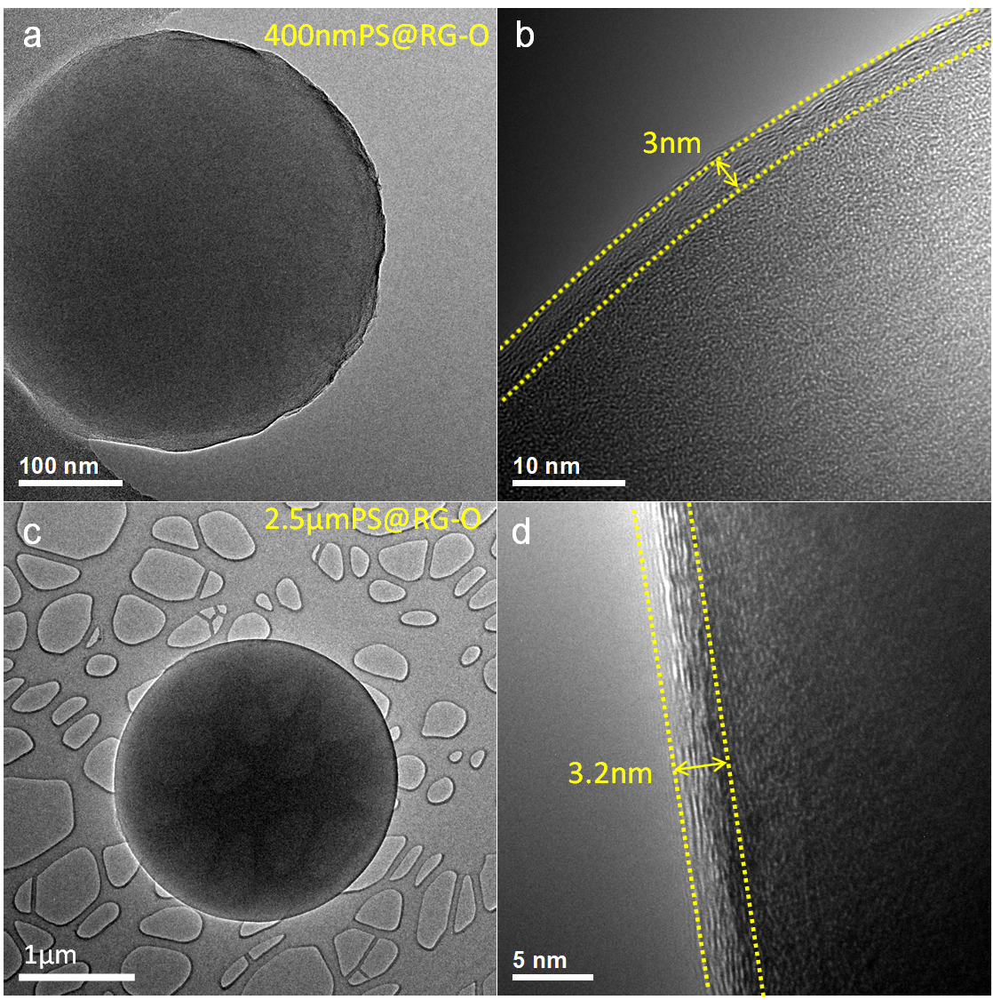 a
400nmPS@RG-O
100 nm
b
3nm
10 nm
c
2.5μmPS@RG-O
1μm
d
3.2nm
5 nm